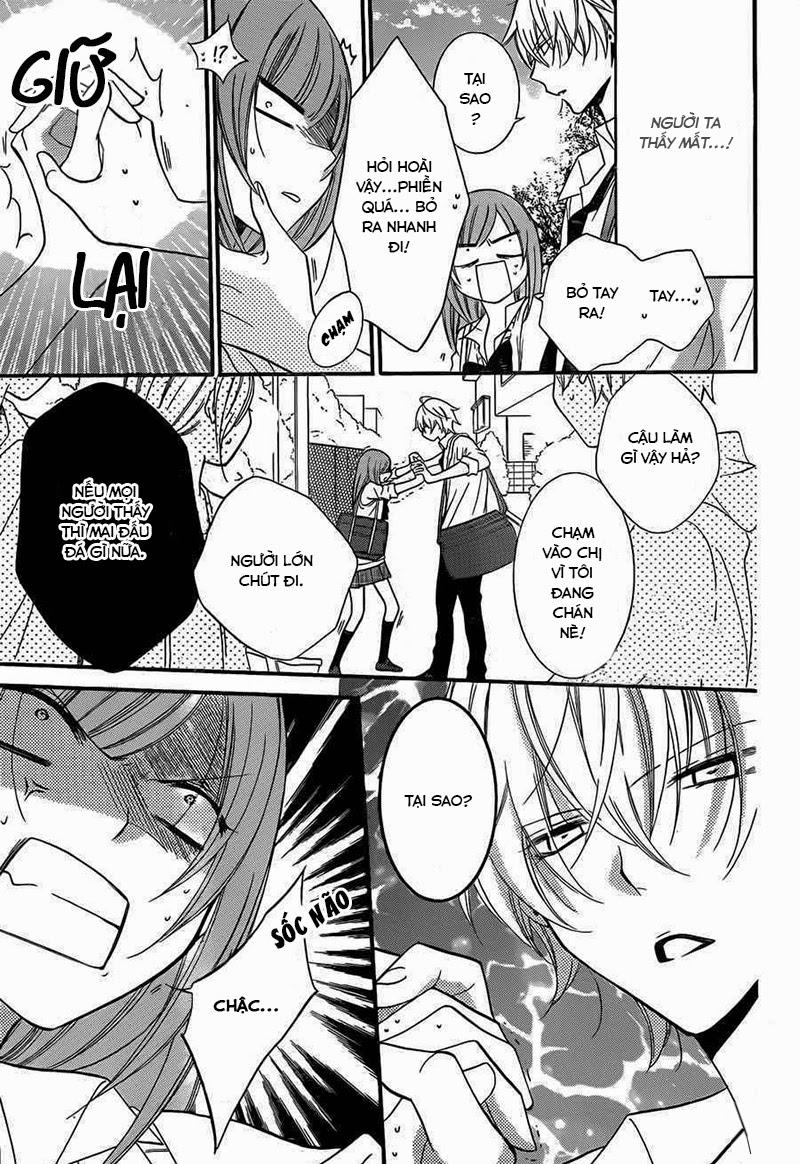 NGƯỜI TA
THẤY MẤT...!
TẠI
SAO
?
TAY...
BỎ TAY
RA!
HỎI HOÀI
VẬY...PHIỀN
QUÁ... BỎ
RA NHANH
ĐI!
!?
CHẠM
GIỮ
LẠI
CẬU LÀM
GÌ VẬY HẢ?
CHẠM
VÀO CHỊ
VÌ TÔI
ĐANG
CHÁN
NÈ!
NGƯỜI LỚN
CHÚT ĐI.
NẾU MỌI
NGƯỜI THẤY
THÌ MAI ĐẤU
ĐÁ GÌ NỮA.
TẠI SAO?
SỐC NÃO
CHẬC...